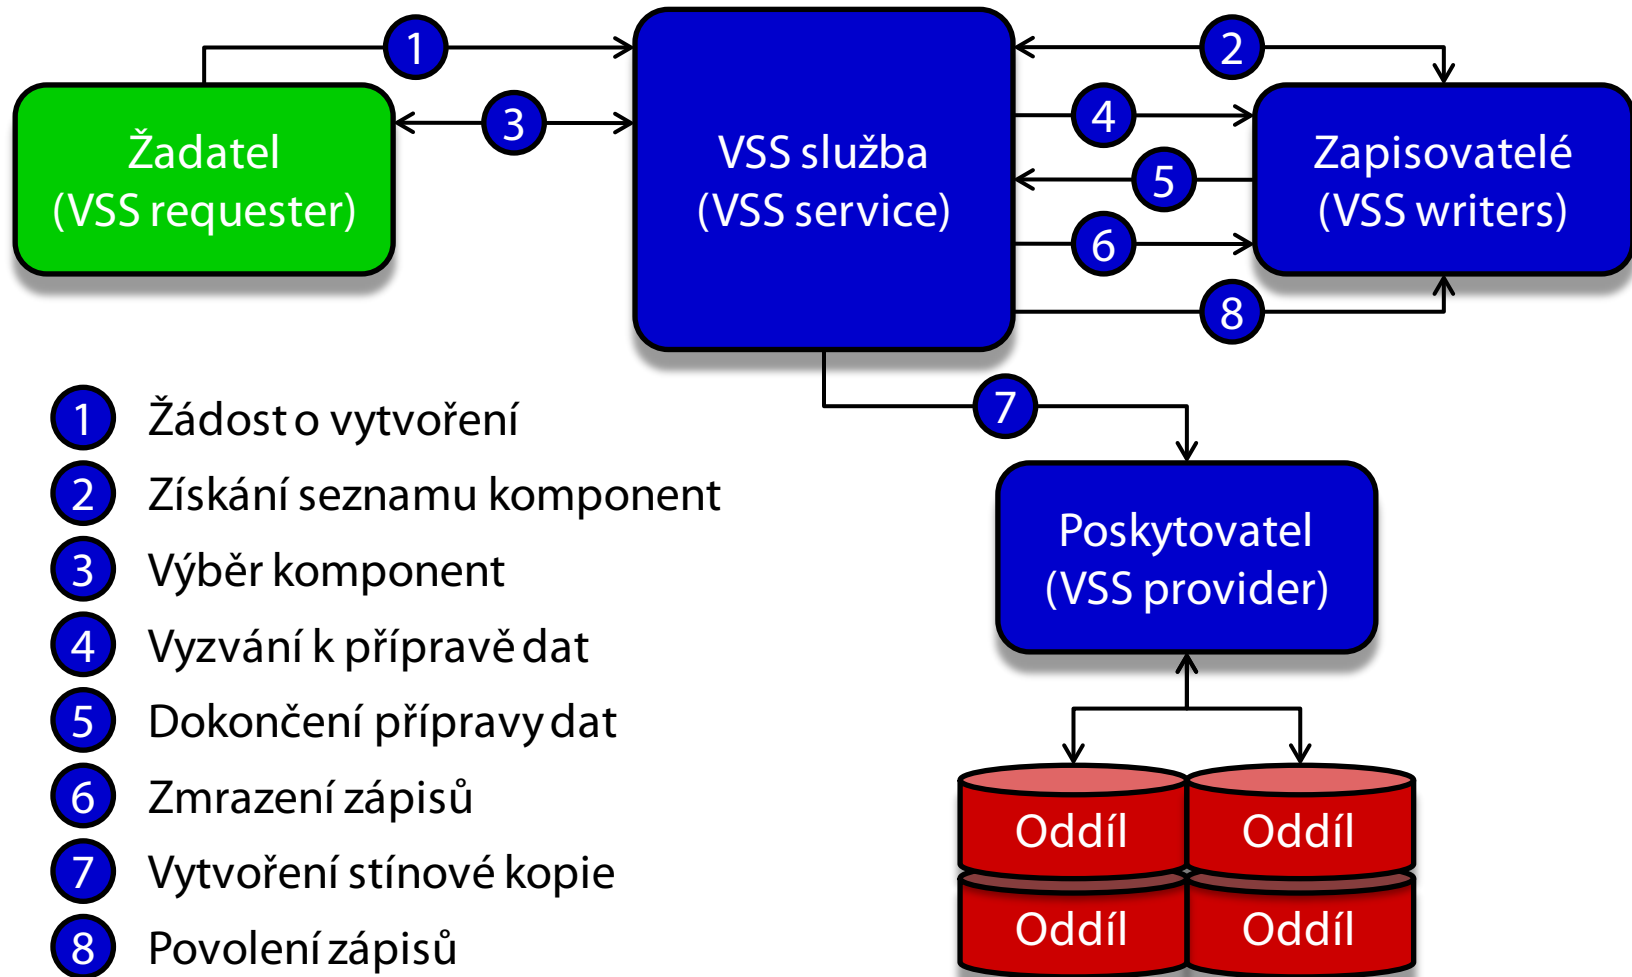 1
2
3
4
5
6
8
7
Žadatel
(VSS requester)
VSS služba
(VSS service)
Zapisovatelé
(VSS writers)
Poskytovatel
(VSS provider)
Oddíl
Oddíl
Oddíl
Oddíl
1 Žádost o vytvoření
2 Získání seznamu komponent
3 Výběr komponent
4 Vyzvání k přípravě dat
5 Dokončení přípravy dat
6 Zmrazení zápisů
7 Vytvoření stínové kopie
8 Povolení zápisů